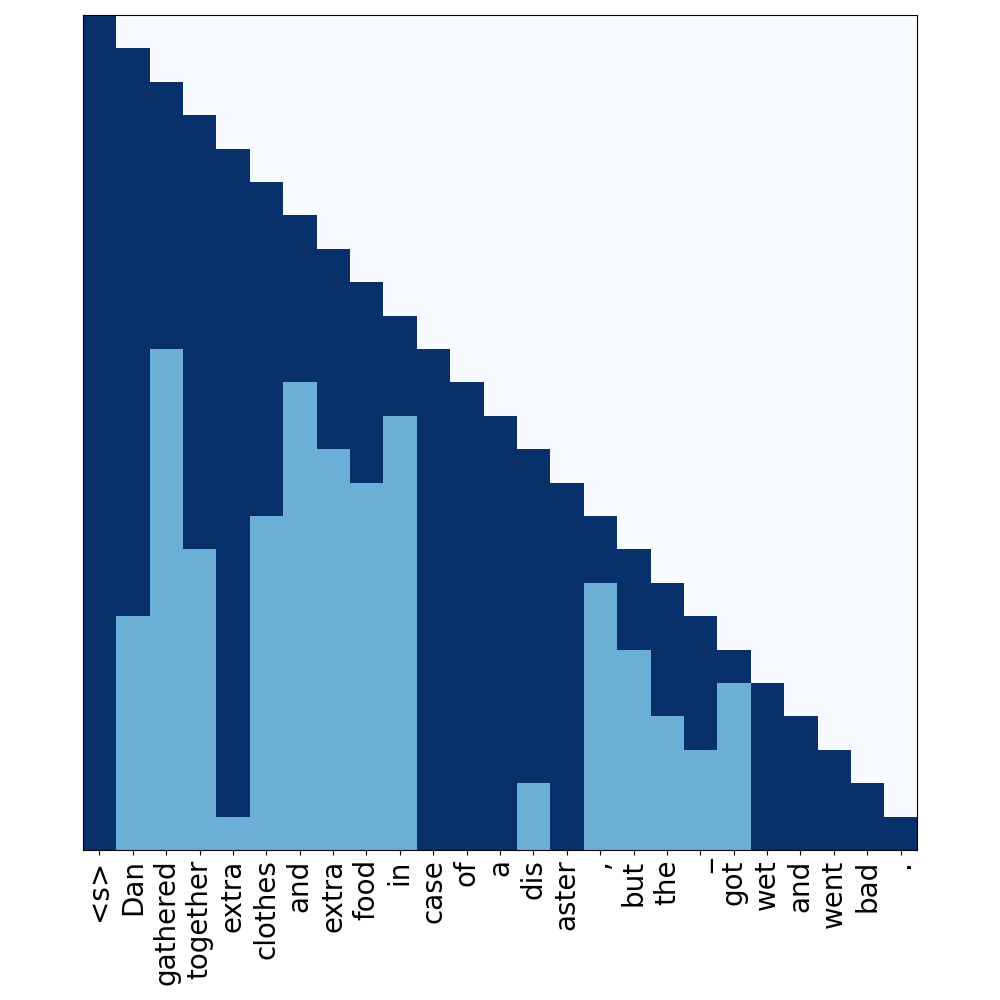 <s>
Dan
gathered
together
extra
clothes
and
extra
food
in
case
of
a
dis
aster
,
but
the
_
got
wet
and
went
bad
.